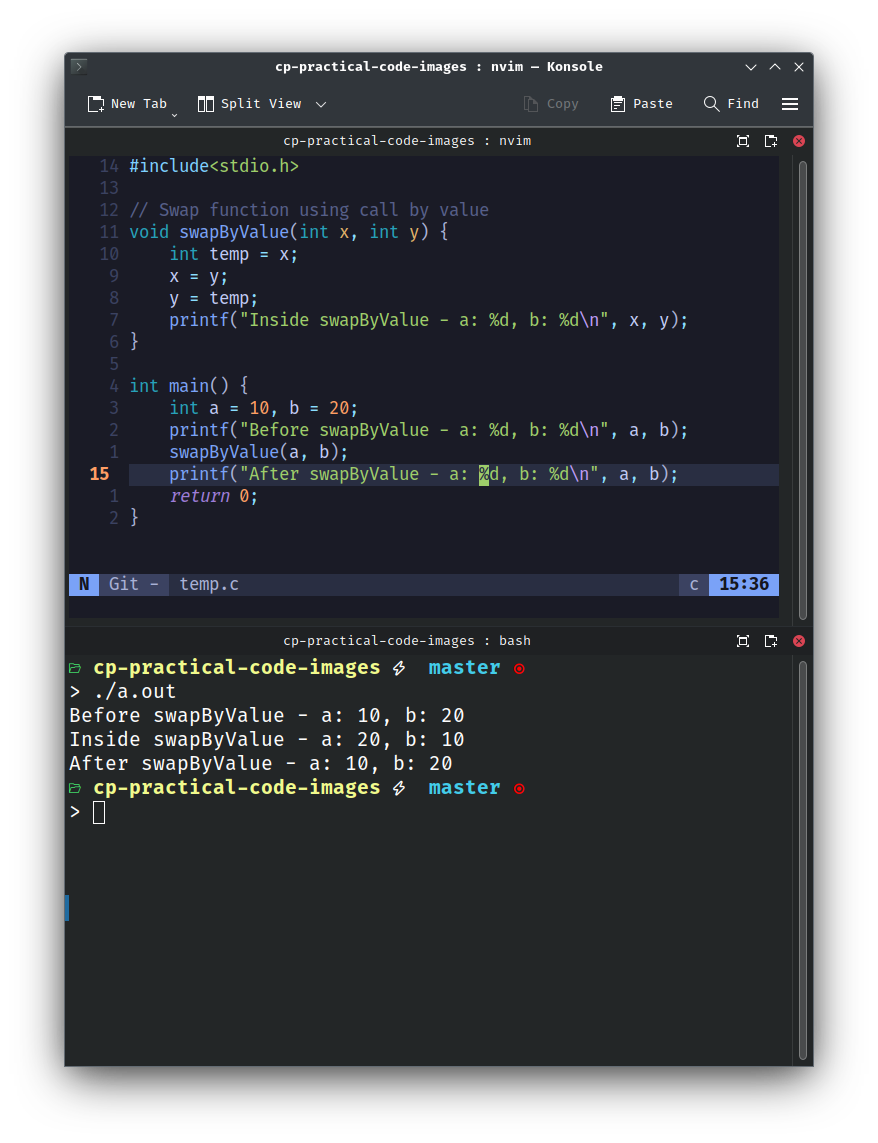 cp-practical-code-images : nvim — Konsole
New Tab Split View Copy Paste Find
cp-practical-code-images : nvim
14 #include<stdio.h>
13
12 // Swap function using call by value
11 void swapByValue(int x, int y) {
10     int temp = x;
9     x = y;
8     y = temp;
7     printf("Inside swapByValue - a: %d, b: %d\n", x, y);
6 }
5
4 int main() {
3     int a = 10, b = 20;
2     printf("Before swapByValue - a: %d, b: %d\n", a, b);
1     swapByValue(a, b);
15     printf("After swapByValue - a: %d, b: %d\n", a, b);
1     return 0;
2 }
N Git - temp.c c 15:36
cp-practical-code-images : bash
cp-practical-code-images ⚡ master
> ./a.out
Before swapByValue - a: 10, b: 20
Inside swapByValue - a: 20, b: 10
After swapByValue - a: 10, b: 20
cp-practical-code-images ⚡ master
>